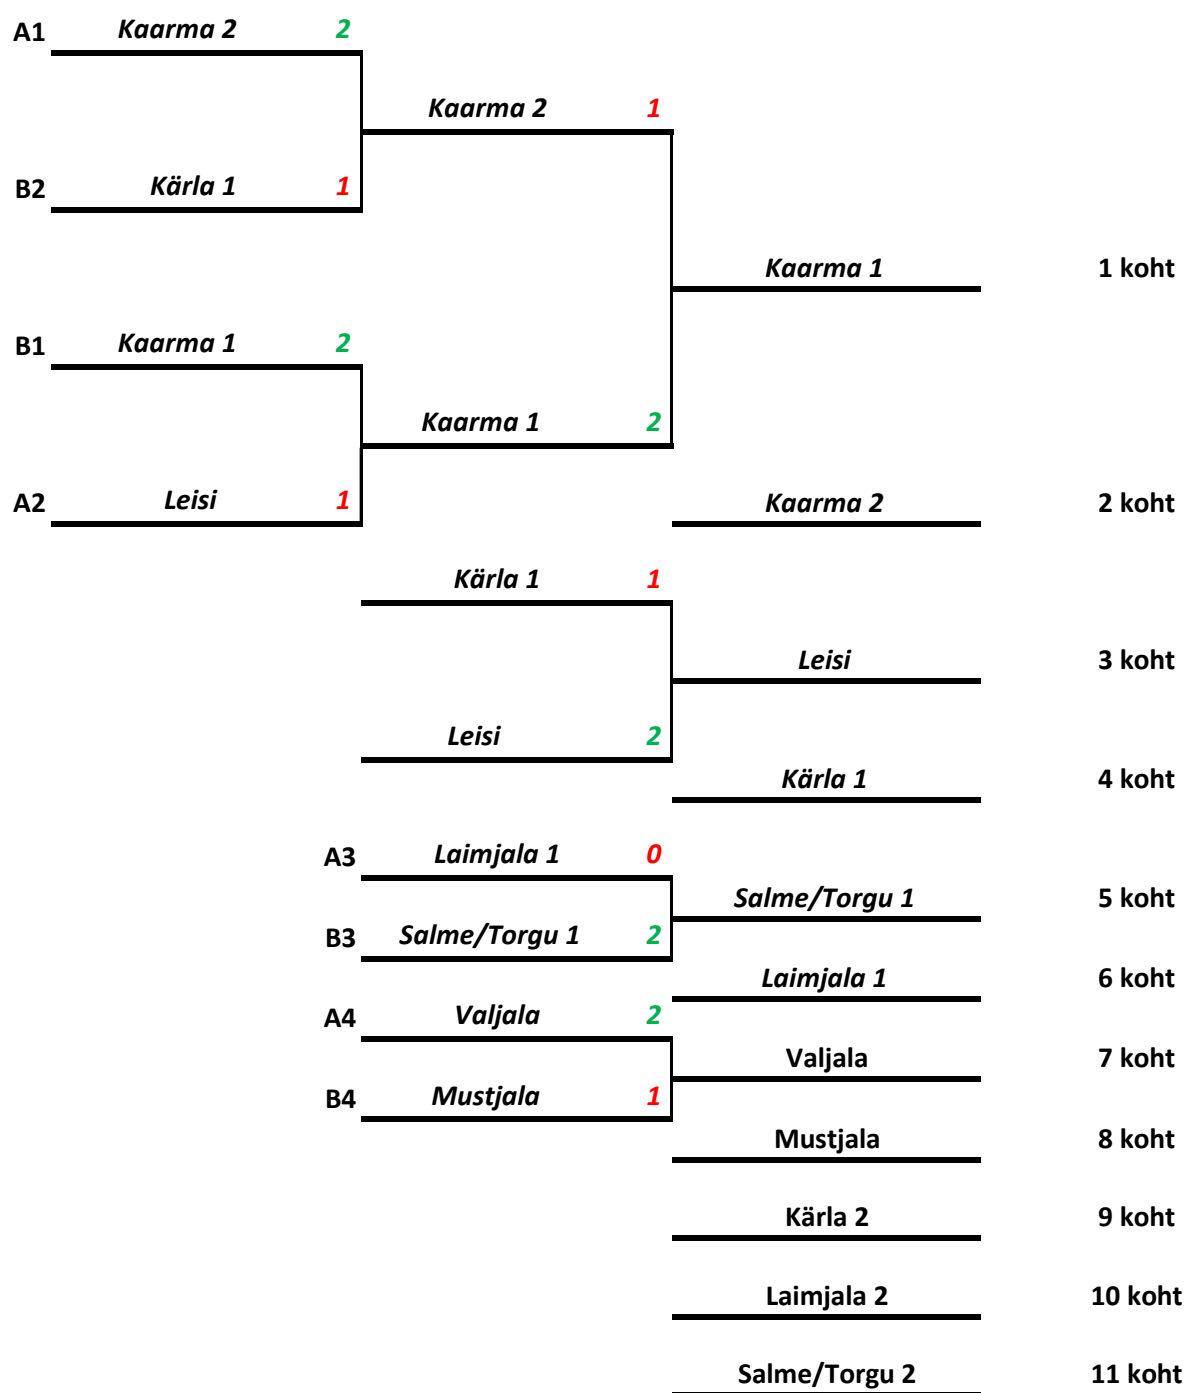 A1 Kaarma 2 2
Kaarma 2 1
B2 Kärla 1 1
Kaarma 1 1 koht
B1 Kaarma 1 2
Kaarma 1 2
A2 Leisi 1 Kaarma 2 2 koht
Kärla 1 1
Leisi 3 koht
Leisi 2
Kärla 1 4 koht
A3 Laimjala 1 0
Salme/Torgu 1 5 koht
B3 Salme/Torgu 1 2
Laimjala 1 6 koht
A4 Valjala 2
Valjala 7 koht
B4 Mustjala 1
Mustjala 8 koht
Kärla 2 9 koht
Laimjala 2 10 koht
Salme/Torgu 2 11 koht